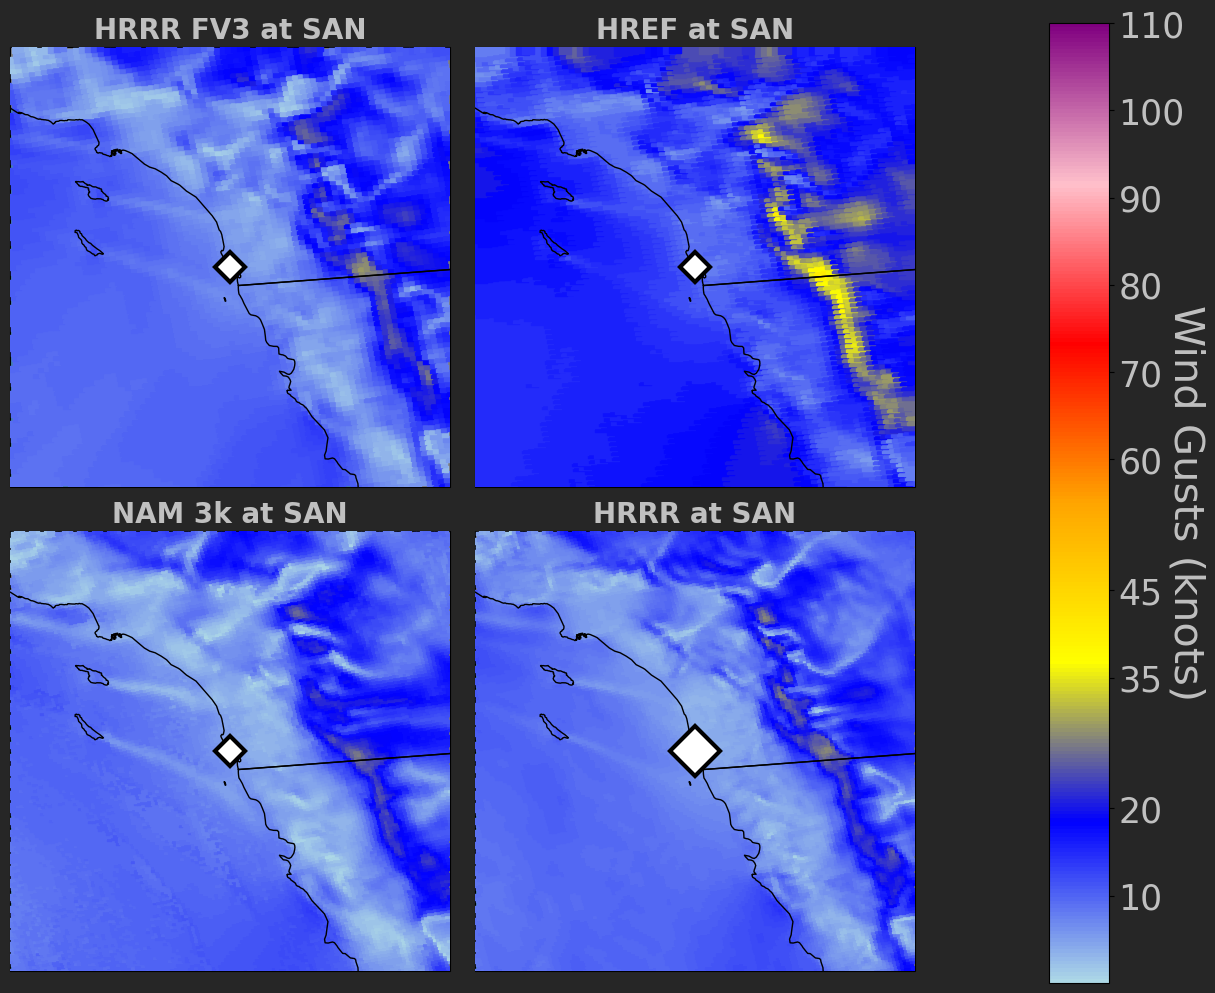 HRRR FV3 at SAN
HREF at SAN
NAM 3k at SAN
HRRR at SAN
110
100
90
80
70
60
45
35
20
10
Wind Gusts (knots)